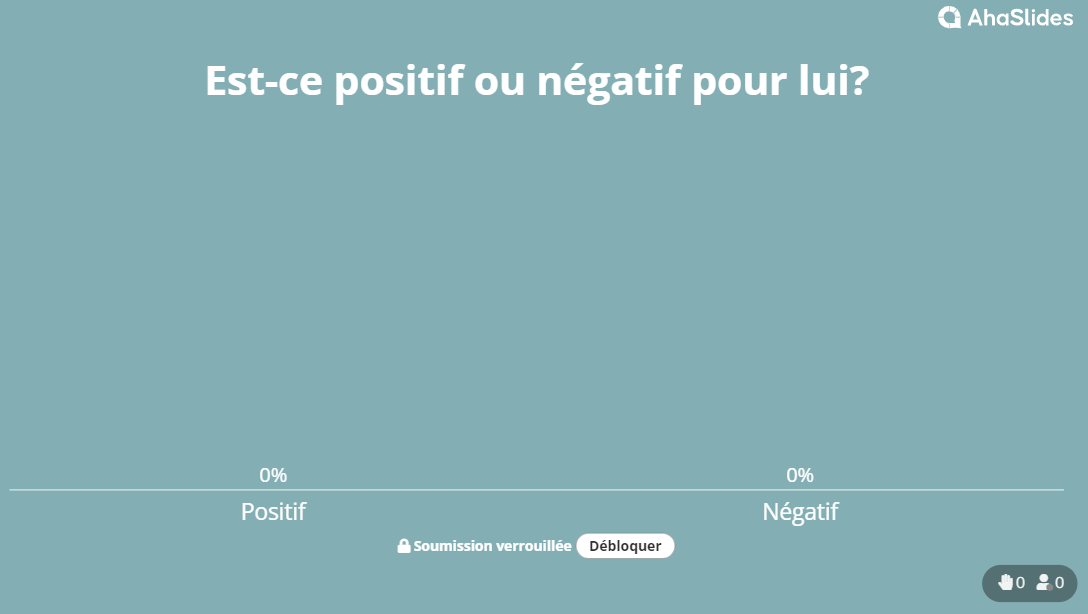 AhaSlides
Est-ce positif ou négatif pour lui?
0% 0%
Positif Négatif
Soumission verrouillée Débloquer
0 0